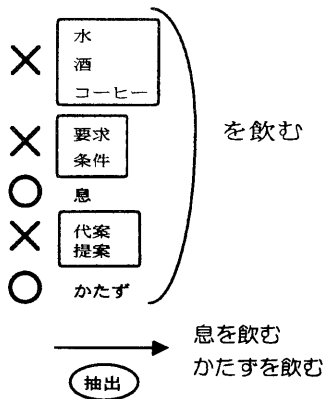 水
酒
コーヒー
要求
条件
息
代案
提案
かたず
を飲む
息を飲む
かたずを飲む
抽出